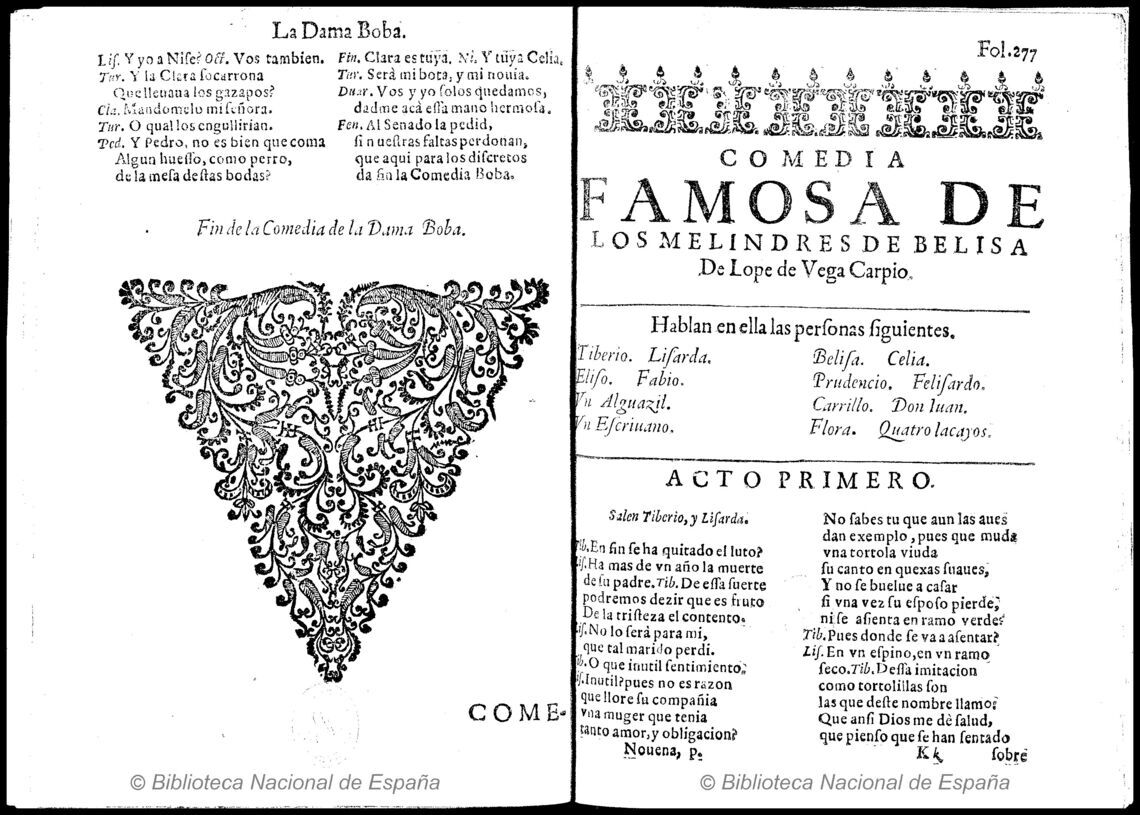 La Dama Boba.
Liſ. Y yo a Niſe? Oct. Vos tambien.
Tur. Y la Clara ſocarrona
Que lleuaua los gazapos?
Cla. Mandomelo mi ſeñora.
Tur. O qual los engullirian.
Ped. Y Pedro, no es bien que coma
Algun hueſſo, como perro,
de la meſa deſtas bodas?
Fin. Clara es tuya. Ni. Y tuya Celia,
Tur. Serà mi bota, y mi nouia.
Duar. Vos y yo ſolos quedamos,
dadme acà eſſa mano hermoſa.
Fen. Al Senado la pedid,
ſi nueſtras faltas perdonan,
que aqui para los diſcretos
da fin la Comedia Boba.
Fin de la Comedia de la Dama Boba.
COME-
© Biblioteca Nacional de España
Fol.277
COMEDIA
FAMOSA DE
LOS MELINDRES DE BELISA
De Lope de Vega Carpio.
Hablan en ella las perſonas ſiguientes.
Tiberio. Liſarda.
Eliſo. Fabio.
Vn Alguazil.
Vn Eſcriuano.
Beliſa. Celia.
Prudencio. Feliſardo.
Carrillo. Don Iuan.
Flora. Quatro lacayos.
ACTO PRIMERO.
Salen Tiberio, y Liſarda.
Tib. En fin ſe ha quitado el luto?
Liſ. Ha mas de vn año la muerte
de ſu padre. Tib. De eſſa ſuerte
podremos dezir que es fruto
De la triſteza el contento.
Liſ. No lo ſerà para mi,
que tal marido perdi.
Tib. O que inutil ſentimiento;
Liſ. Inutil? pues no es razon
que llore ſu compañia
vna muger que tenia
tanto amor, y obligacion?
Nouena, p.
No ſabes tu que aun las aues
dan exemplo, pues que muda
vna tortola viuda
ſu canto en quexas ſuaues,
Y no ſe buelue a caſar
ſi vna vez ſu eſpoſo pierde,
ni ſe aſienta en ramo verde?
Tib. Pues donde ſe va a aſentar?
Liſ. En vn eſpino, en vn ramo
ſeco. Tib. Deſſa imitacion
como tortolillas ſon
las que deſte nombre llamo;
Que anſi Dios me dè ſalud,
que pienſo que ſe han ſentado
Kk ſobre
© Biblioteca Nacional de España